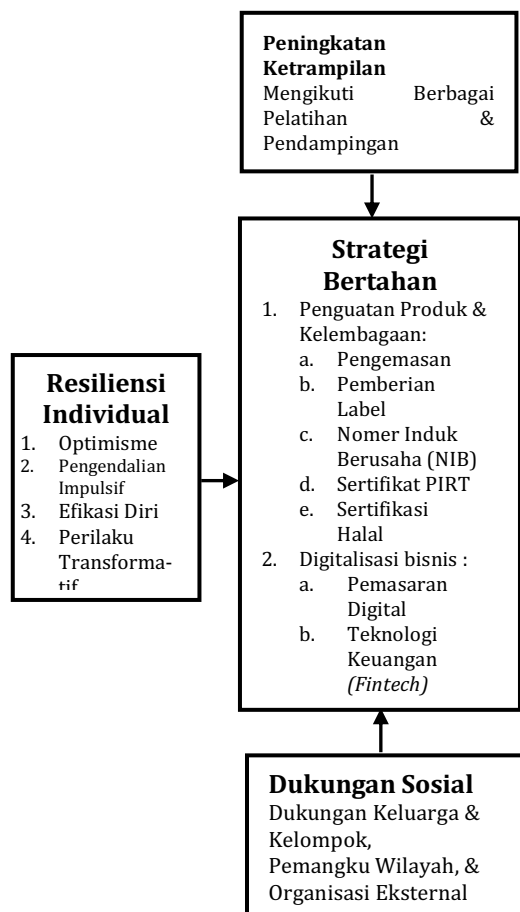 Peningkatan
Ketrampilan
Mengikuti Berbagai
Pelatihan &
Pendampingan
Strategi
Bertahan
1. Penguatan Produk &
Kelembagaan:
a. Pengemasan
b. Pemberian
Label
c. Nomer Induk
Berusaha (NIB)
d. Sertifikat PIRT
e. Sertifikasi
Halal
2. Digitalisasi bisnis :
a. Pemasaran
Digital
b. Teknologi
Keuangan
(Fintech)
Resiliensi
Individual
1. Optimisme
2. Pengendalian
Impulsif
3. Efikasi Diri
4. Perilaku
Transforma-
tif
Dukungan Sosial
Dukungan Keluarga &
Kelompok,
Pemangku Wilayah, &
Organisasi Eksternal